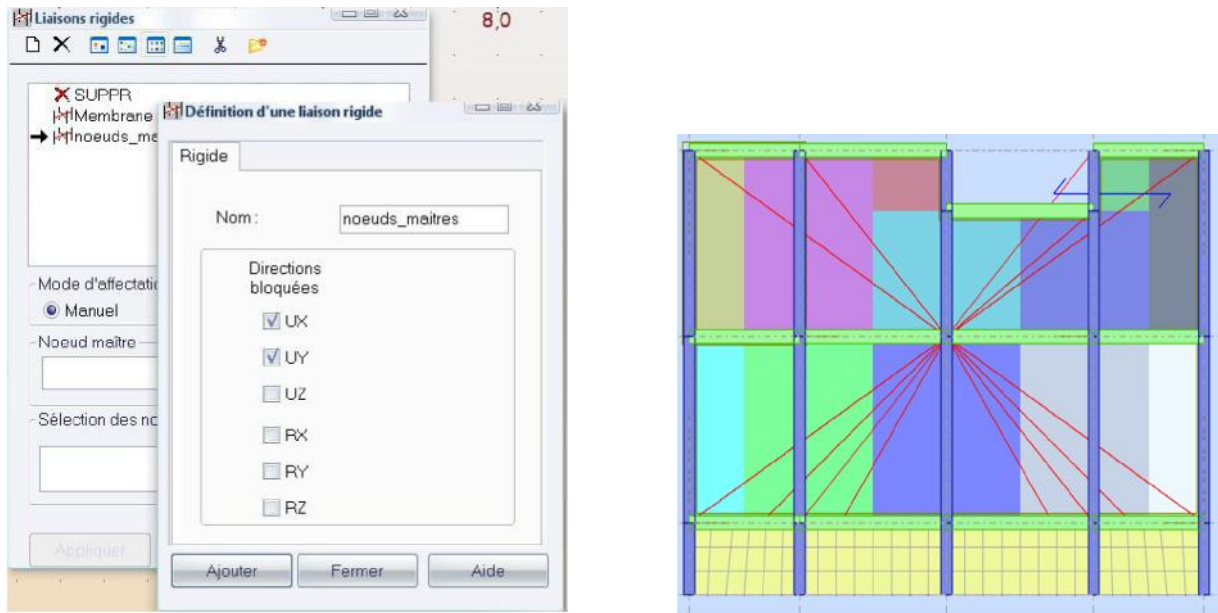 Liaisons rigides
8,0
SUPPR
Membrane
noeuds_me
Définition d'une liaison rigide
Rigide
Nom :
noeuds_maitres
Directions
bloquées
UX
UY
UZ
RX
RY
RZ
Mode d'affectatio
Manuel
Noeud maître
Sélection des no
Appliquer
Ajouter
Fermer
Aide